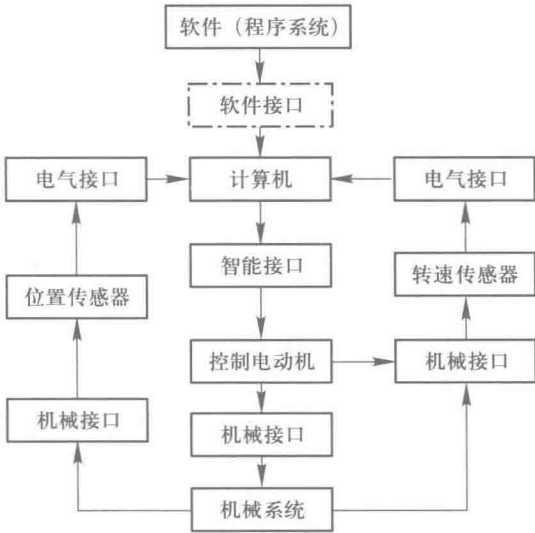 软件（程序系统）
软件接口
电气接口
计算机
电气接口
智能接口
转速传感器
位置传感器
控制电动机
机械接口
机械接口
机械接口
机械系统